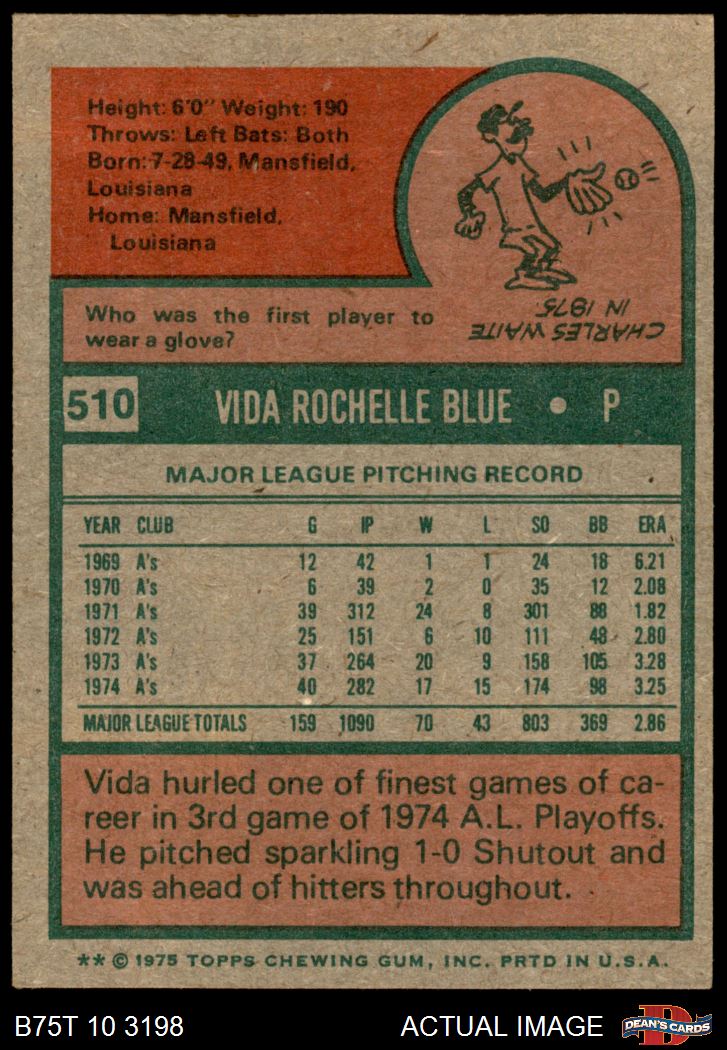 Height: 6'0" Weight: 190
Throws: Left Bats: Both
Born: 7-28-49, Mansfield,
Louisiana
Home: Mansfield,
Louisiana
CHARLES WAITE
IN 1875
Who was the first player to
wear a glove?
510 VIDA ROCHELLE BLUE • P
MAJOR LEAGUE PITCHING RECORD
YEAR CLUB G IP W L SO BB ERA
1969 A's 12 42 1 1 24 18 6.21
1970 A's 6 39 2 0 35 12 2.08
1971 A's 39 312 24 8 301 88 1.82
1972 A's 25 151 6 10 111 48 2.80
1973 A's 37 264 20 9 158 105 3.28
1974 A's 40 282 17 15 174 98 3.25
MAJOR LEAGUE TOTALS 159 1090 70 43 803 369 2.86
Vida hurled one of finest games of ca-
reer in 3rd game of 1974 A.L. Playoffs.
He pitched sparkling 1-0 Shutout and
was ahead of hitters throughout.
** © 1975 TOPPS CHEWING GUM, INC. PRTD IN U.S.A.
B75T 10 3198 ACTUAL IMAGE D DEAN'S CARDS